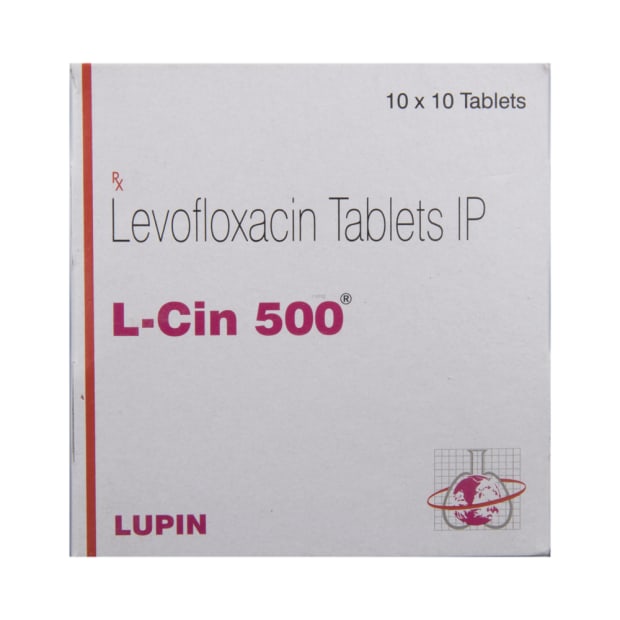 10 x 10 Tablets
Rx
Levofloxacin Tablets IP
L-Cin 500®
LUPIN